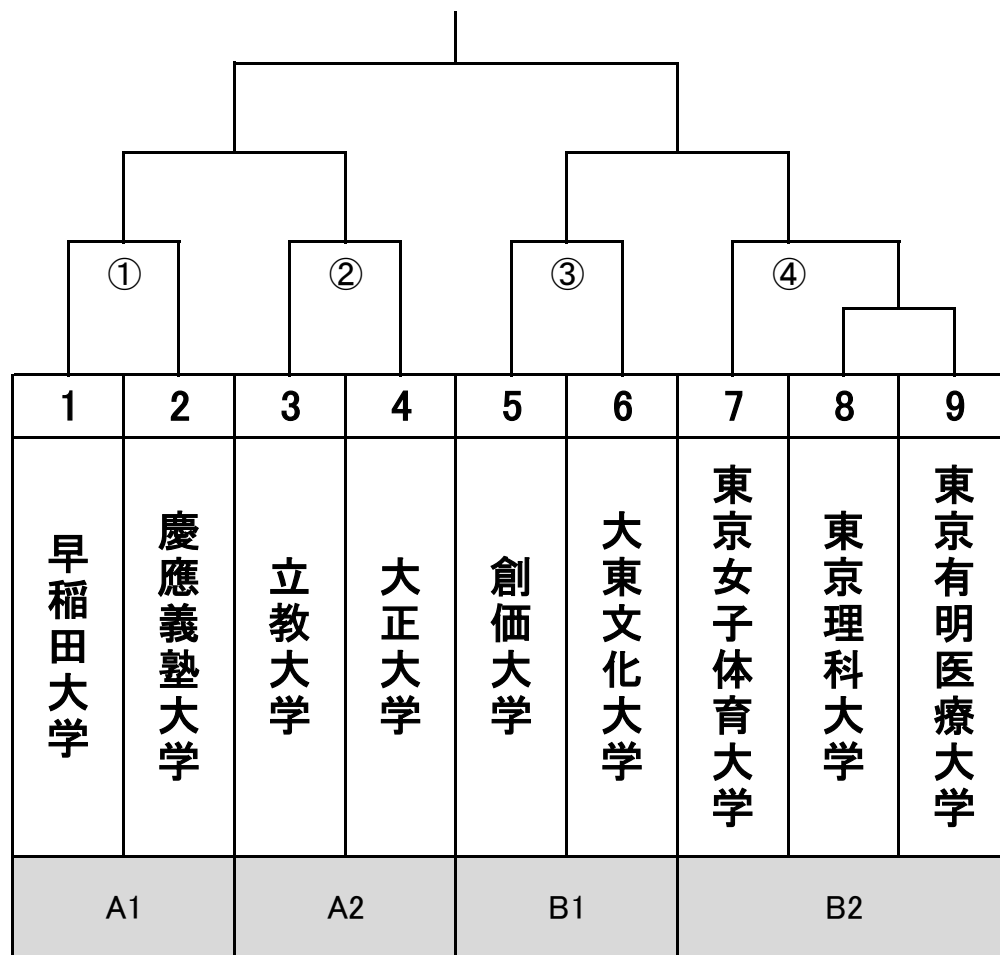 ① ② ③ ④
1 2 3 4 5 6 7 8 9
早稲田大学
慶應義塾大学
立教大学
大正大学
創価大学
大東文化大学
東京女子体育大学
東京理科大学
東京有明医療大学
A1 A2 B1 B2